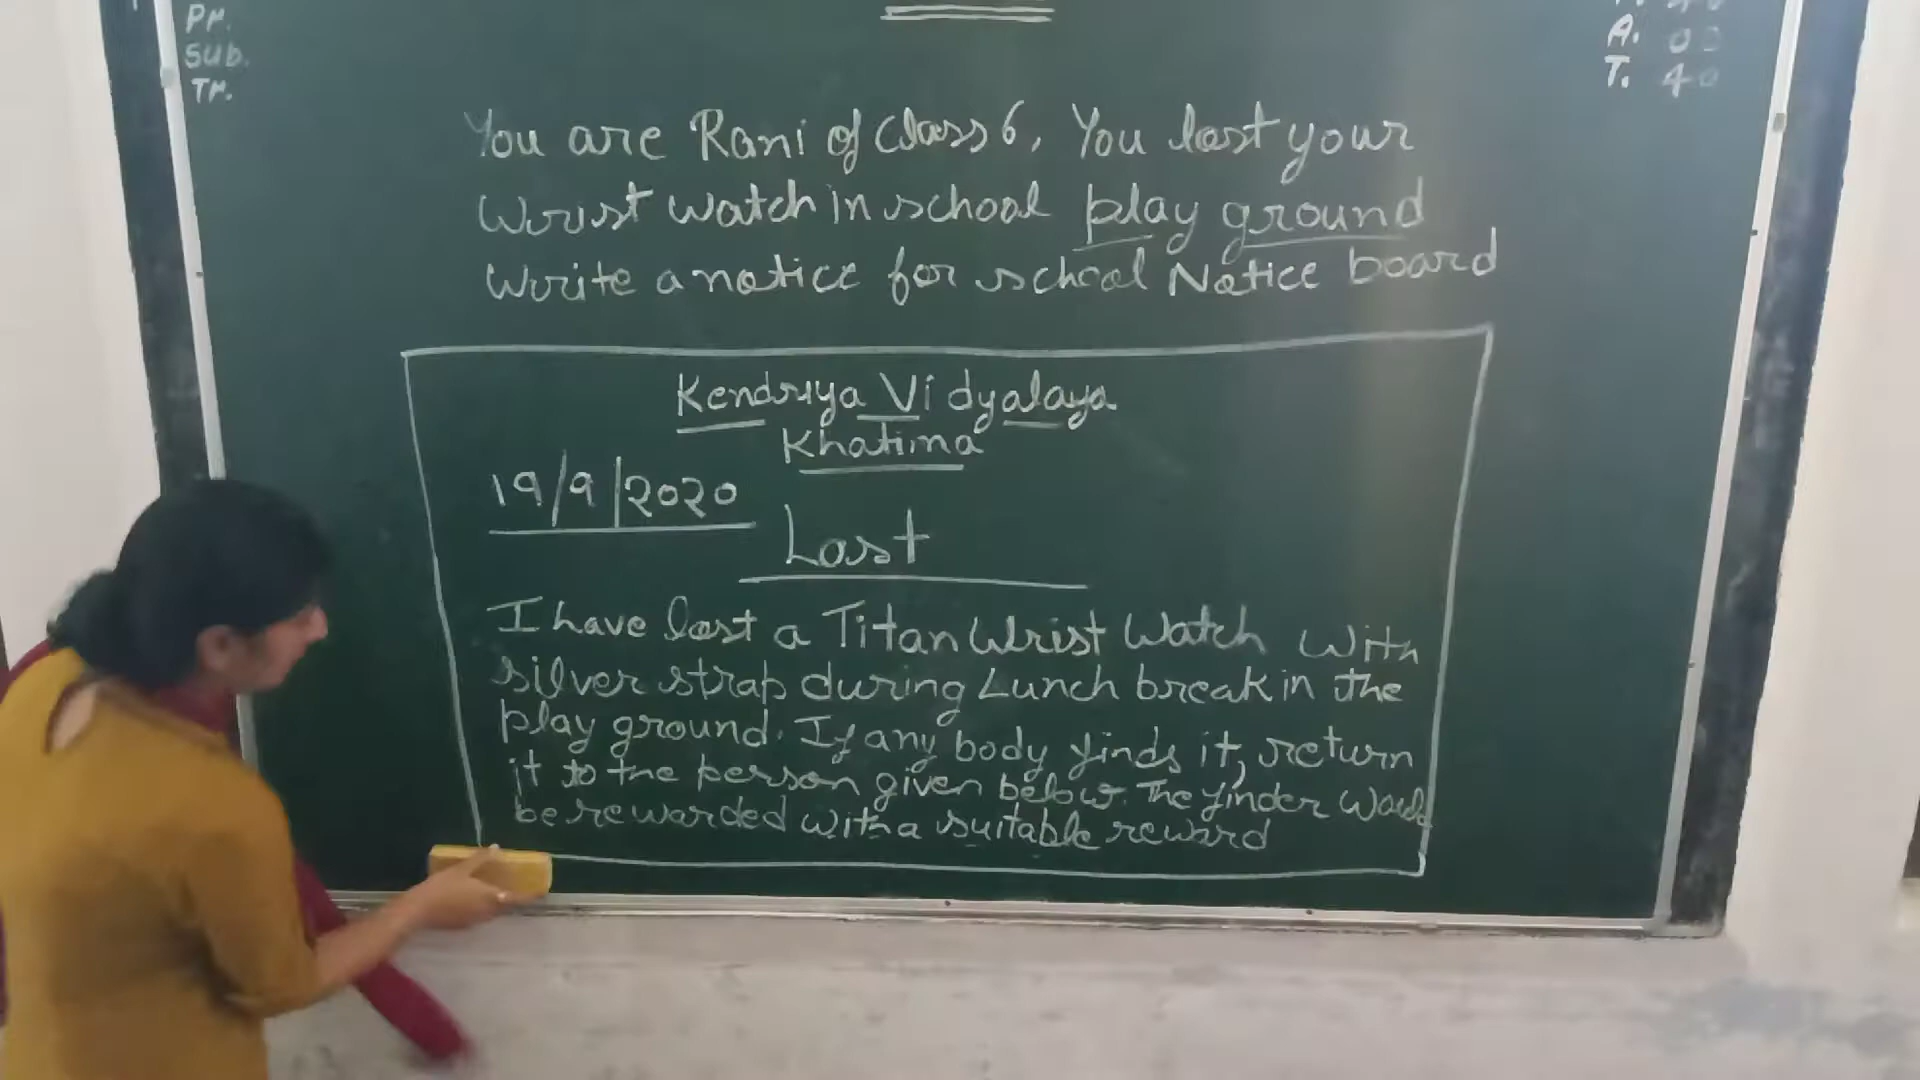 Pr.
Sub.
Tr.
A. 0
T. 40
You are Rani of class 6. You lost your
Wrist watch in school play ground
Write a notice for school Notice board
Kendriya Vidyalaya
Khatima
19/9/2020
Lost
I have lost a Titan Wrist Watch With
silver strap during Lunch break in the
play ground. If any body finds it, return
it to the person given below. The finder Would
be rewarded with a suitable reward